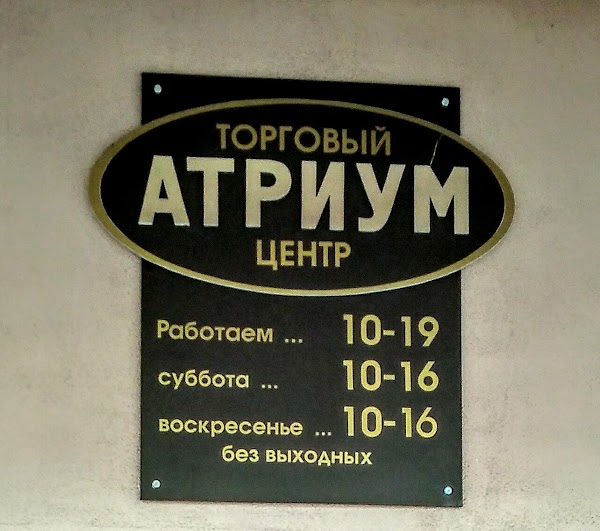 ТОРГОВЫЙ
АТРИУМ
ЦЕНТР
Работаем ... 10-19
суббота ... 10-16
воскресенье ... 10-16
без выходных